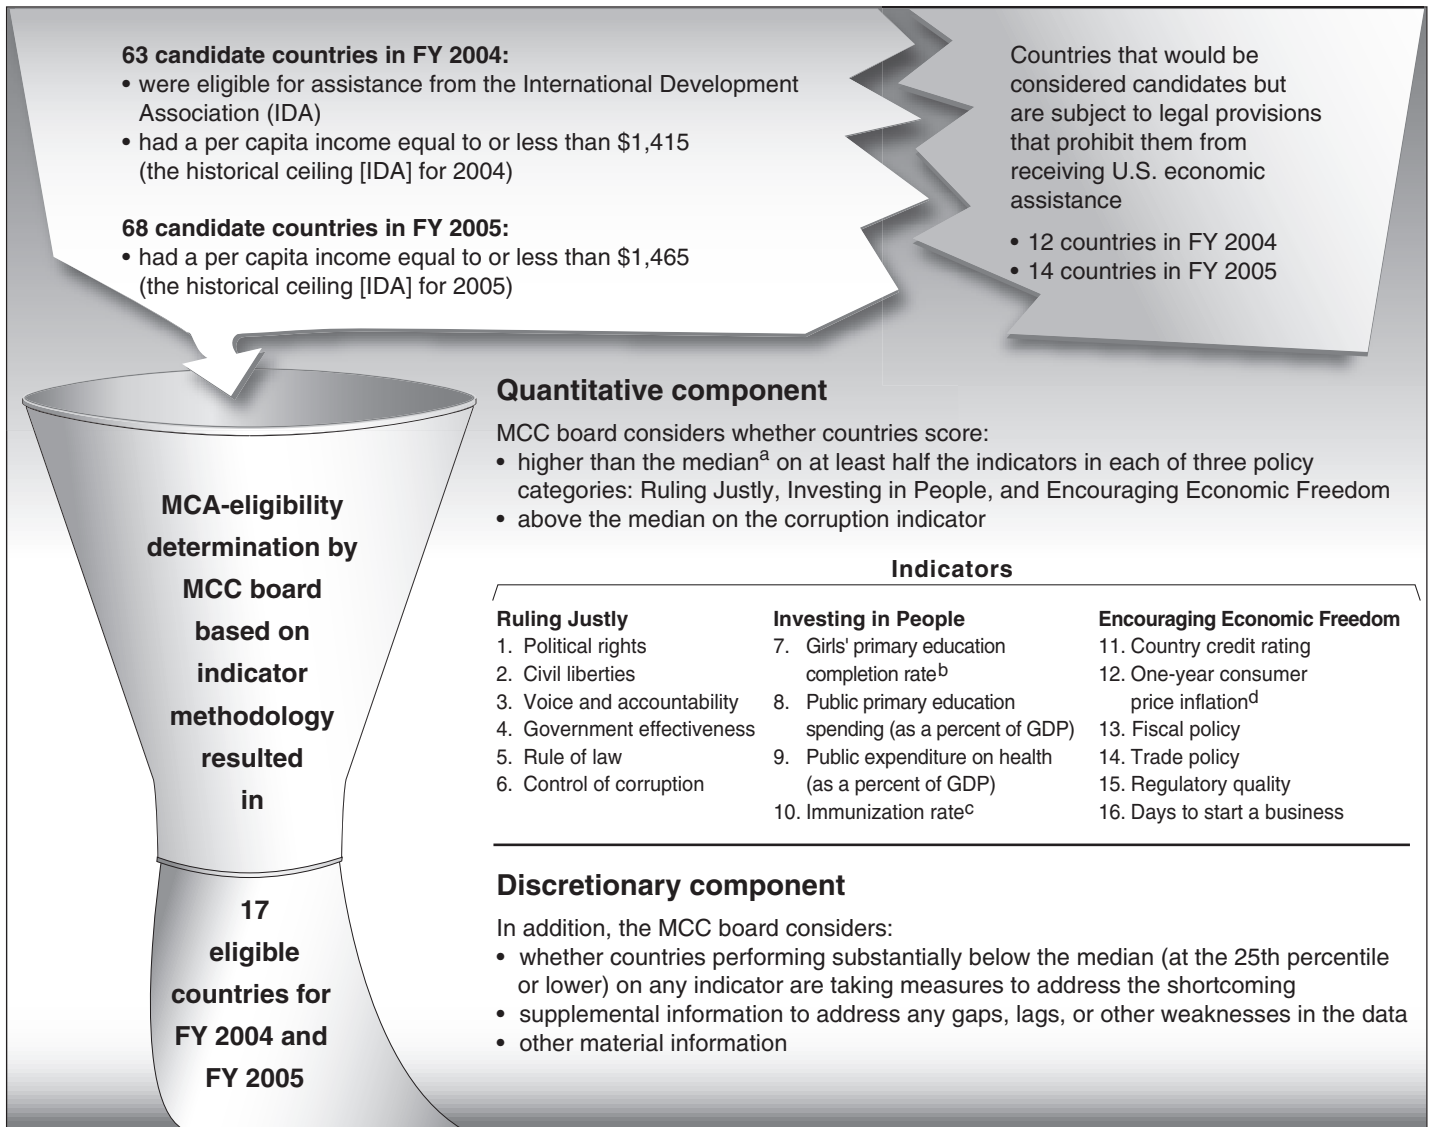 63 candidate countries in FY 2004:
• were eligible for assistance from the International Development
Association (IDA)
• had a per capita income equal to or less than $1,415
(the historical ceiling [IDA] for 2004)
68 candidate countries in FY 2005:
• had a per capita income equal to or less than $1,465
(the historical ceiling [IDA] for 2005)
Countries that would be
considered candidates but
are subject to legal provisions
that prohibit them from
receiving U.S. economic
assistance
• 12 countries in FY 2004
• 14 countries in FY 2005
MCA-eligibility
determination by
MCC board
based on
indicator
methodology
resulted
in
17
eligible
countries for
FY 2004 and
FY 2005
Quantitative component
MCC board considers whether countries score:
• higher than the median^a on at least half the indicators in each of three policy
categories: Ruling Justly, Investing in People, and Encouraging Economic Freedom
• above the median on the corruption indicator
Indicators
Ruling Justly
1. Political rights
2. Civil liberties
3. Voice and accountability
4. Government effectiveness
5. Rule of law
6. Control of corruption
Investing in People
7. Girls' primary education
completion rate^b
8. Public primary education
spending (as a percent of GDP)
9. Public expenditure on health
(as a percent of GDP)
10. Immunization rate^c
Encouraging Economic Freedom
11. Country credit rating
12. One-year consumer
price inflation^d
13. Fiscal policy
14. Trade policy
15. Regulatory quality
16. Days to start a business
Discretionary component
In addition, the MCC board considers:
• whether countries performing substantially below the median (at the 25th percentile
or lower) on any indicator are taking measures to address the shortcoming
• supplemental information to address any gaps, lags, or other weaknesses in the data
• other material information